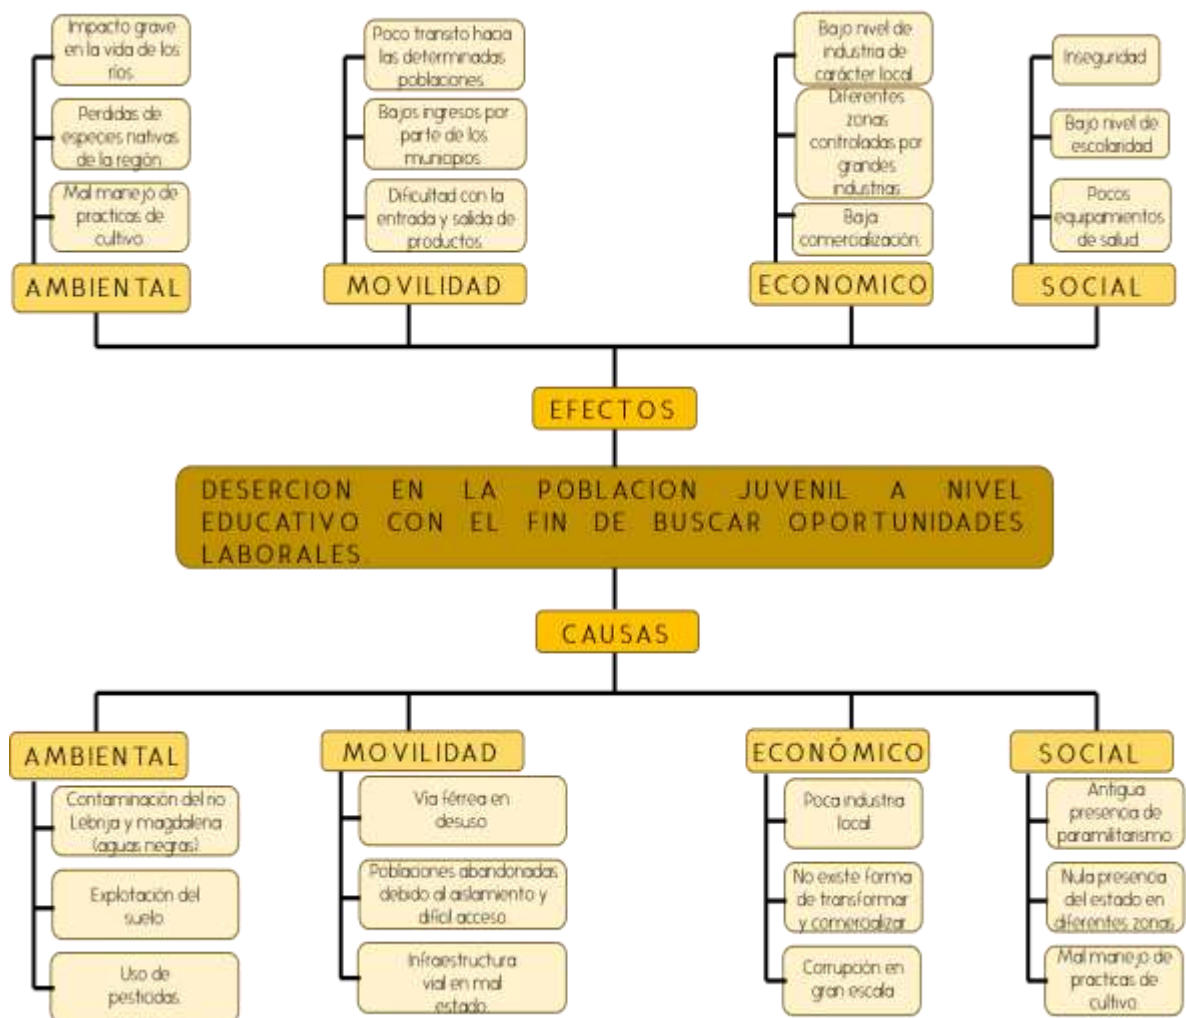 Impacto grave
en la vida de los
ríos.
Perdidas de
especes nativas
de la región
Mal manejo de
practicas de
cultivo.
AMBIENTAL
Poco transito hacia
las determinadas
poblaciones.
Bajos ingresos por
parte de los
municipios.
Dificultad con la
entrada y salida de
productos.
MOVILIDAD
Bajo nivel de
industria de
carácter local
Diferentes
zonas
controladas por
grandes
industrias
Baja
comercialización.
ECONOMICO
Inseguridad
Bajo nivel de
escolaridad
Pocos
equipamientos
de salud.
SOCIAL
EFECTOS
DESERCION EN LA POBLACION JUVENIL A NIVEL
EDUCATIVO CON EL FIN DE BUSCAR OPORTUNIDADES
LABORALES.
CAUSAS
AMBIENTAL
Contaminación del rio
Lebrija y magdalena
(aguas negras)
Explotación del
suelo.
Uso de
pesticidas.
MOVILIDAD
Vía férrea en
desuso
Poblaciones abandonadas
debido al aislamiento y
difícil acceso.
Infraestructura
vial en mal
estado.
ECONÓMICO
Poca industria
local
No existe forma
de transformar
y comercializar
Corrupción en
gran escala
SOCIAL
Antigua
presencia de
paramilitarismo
Nula presencia
del estado en
diferentes zonas
Mal manejo de
practicas de
cultivo.